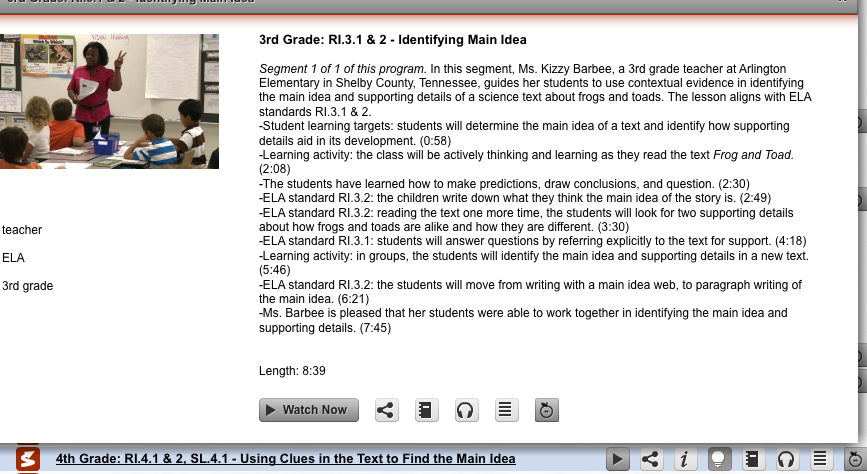 3rd Grade: RI.3.1 & 2 - Identifying Main Idea
3rd Grade: RI.3.1 & 2 - Identifying Main Idea
Segment 1 of 1 of this program. In this segment, Ms. Kizzy Barbee, a 3rd grade teacher at Arlington
Elementary in Shelby County, Tennessee, guides her students to use contextual evidence in identifying
the main idea and supporting details of a science text about frogs and toads. The lesson aligns with ELA
standards RI.3.1 & 2.
-Student learning targets: students will determine the main idea of a text and identify how supporting
details aid in its development. (0:58)
-Learning activity: the class will be actively thinking and learning as they read the text Frog and Toad.
(2:08)
-The students have learned how to make predictions, draw conclusions, and question. (2:30)
-ELA standard RI.3.2: the children write down what they think the main idea of the story is. (2:49)
-ELA standard RI.3.2: reading the text one more time, the students will look for two supporting details
about how frogs and toads are alike and how they are different. (3:30)
-ELA standard RI.3.1: students will answer questions by referring explicitly to the text for support. (4:18)
-Learning activity: in groups, the students will identify the main idea and supporting details in a new text.
(5:46)
-ELA standard RI.3.2: the students will move from writing with a main idea web, to paragraph writing of
the main idea. (6:21)
-Ms. Barbee is pleased that her students were able to work together in identifying the main idea and
supporting details. (7:45)
teacher
ELA
3rd grade
Length: 8:39
Watch Now
4th Grade: RI.4.1 & 2, SL.4.1 - Using Clues in the Text to Find the Main Idea